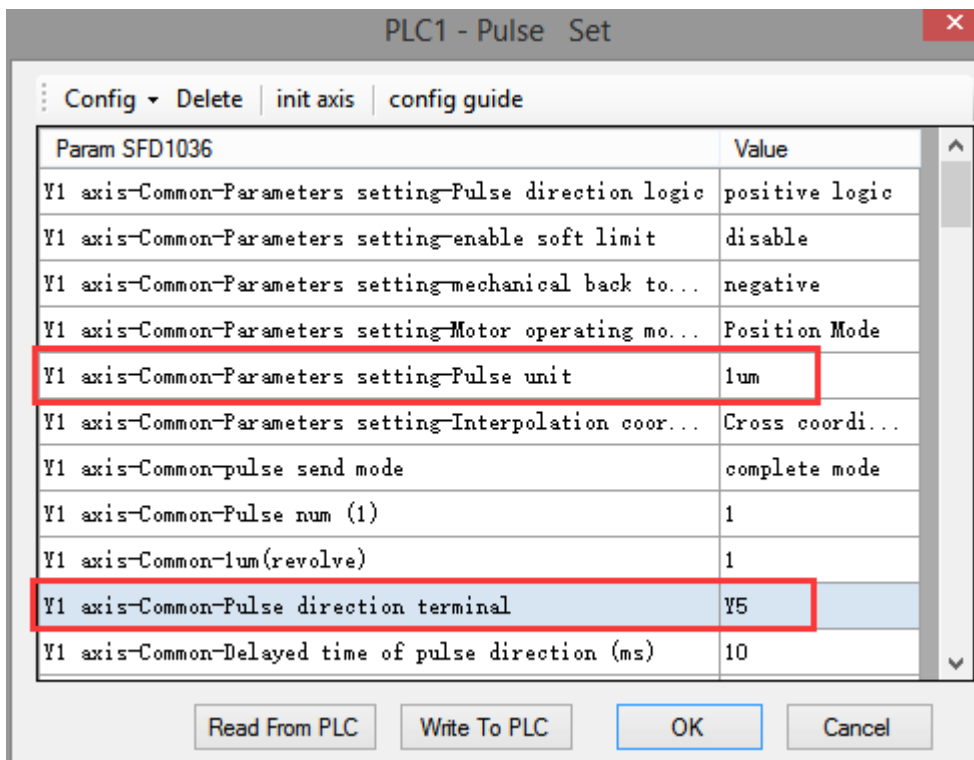 PLC1 - Pulse Set
Config Delete init axis config guide
Param SFD1036 Value
Y1 axis-Common-Parameters setting-Pulse direction logic positive logic
Y1 axis-Common-Parameters setting-enable soft limit disable
Y1 axis-Common-Parameters setting-mechanical back to... negative
Y1 axis-Common-Parameters setting-Motor operating mo... Position Mode
Y1 axis-Common-Parameters setting-Pulse unit 1um
Y1 axis-Common-Parameters setting-Interpolation coor... Cross coordi...
Y1 axis-Common-pulse send mode complete mode
Y1 axis-Common-Pulse num (1) 1
Y1 axis-Common-1um(revolve) 1
Y1 axis-Common-Pulse direction terminal Y5
Y1 axis-Common-Delayed time of pulse direction (ms) 10
Read From PLC Write To PLC OK Cancel